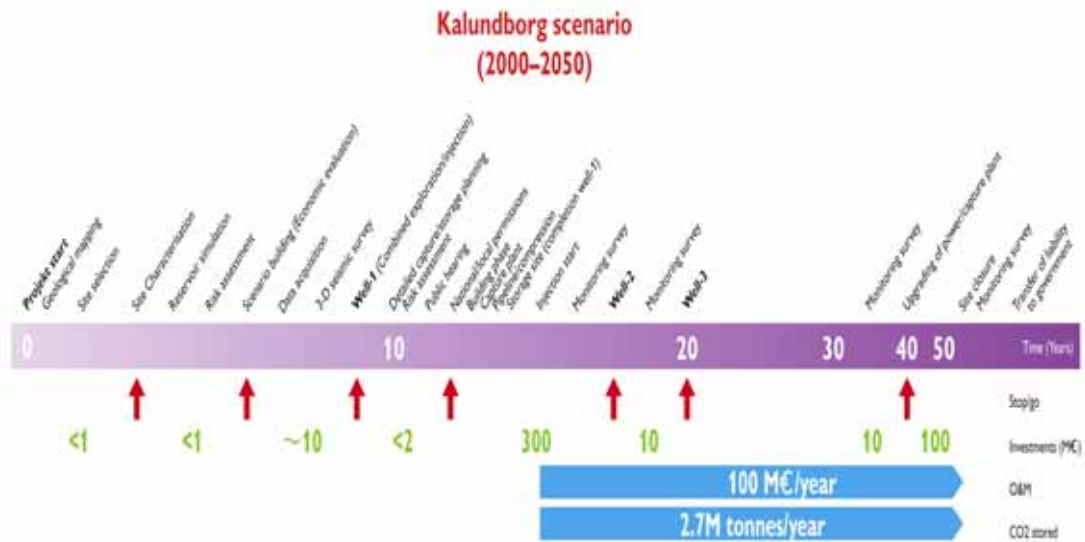 Kalundborg scenario
(2000–2050)
Projekt start
Geological mapping
Site selection
Site Characterisation
Reservoir simulation
Risk assessment
Scenario building (Economic evaluation)
Data acquisition
3-D seismic survey
Well-1 (Combined exploration/injection)
Detailed capture/storage planning
Risk assessment
Public hearing
National/local permissions
Building phase
Capture plant
Pipeline/compression
Storage site (completion well-1)
Injection start
Monitoring survey
Well-2
Monitoring survey
Well-3
Monitoring survey
Upgrading of power/capture plant
Site closure
Monitoring survey
Transfer of liability
to government
0 10 20 30 40 50 Time (Years)
Stop/go
<1 <1 ~10 <2 300 10 10 100 Investments (M€)
100 M€/year O&M
2.7M tonnes/year CO2 stored